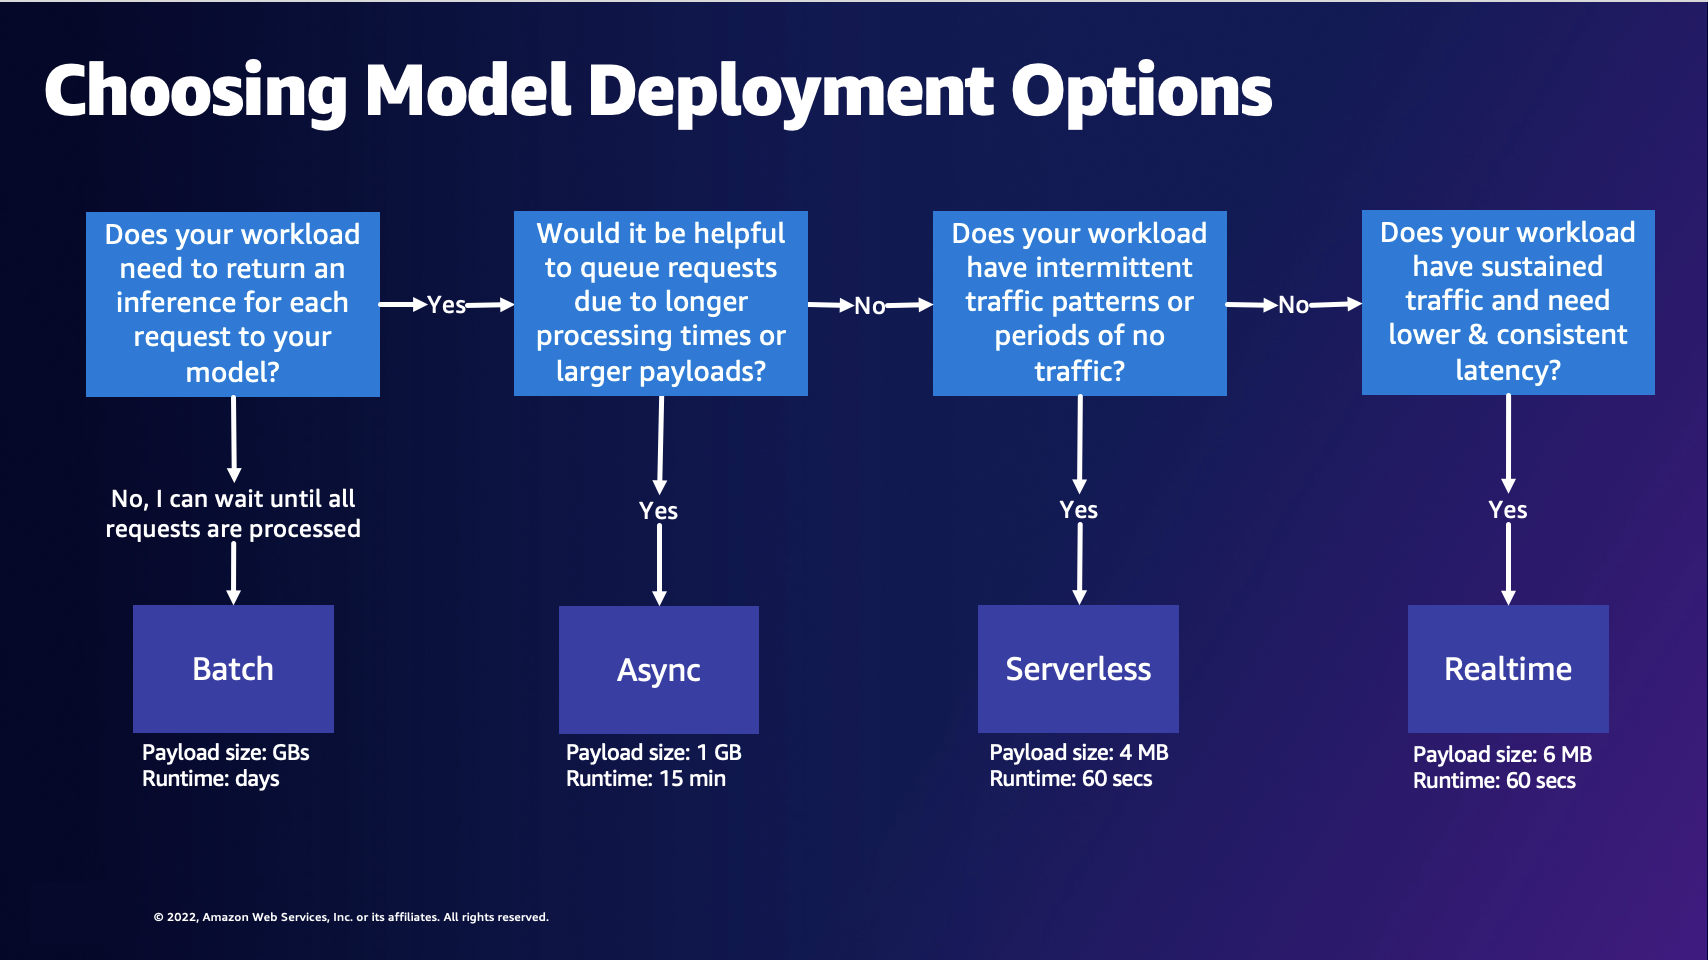 Choosing Model Deployment Options
Does your workload
need to return an
inference for each
request to your
model?
Yes
Would it be helpful
to queue requests
due to longer
processing times or
larger payloads?
No
Does your workload
have intermittent
traffic patterns or
periods of no
traffic?
No
Does your workload
have sustained
traffic and need
lower & consistent
latency?
No, I can wait until all
requests are processed
Yes
Yes
Yes
Batch
Async
Serverless
Realtime
Payload size: GBs
Runtime: days
Payload size: 1 GB
Runtime: 15 min
Payload size: 4 MB
Runtime: 60 secs
Payload size: 6 MB
Runtime: 60 secs
© 2022, Amazon Web Services, Inc. or its affiliates. All rights reserved.